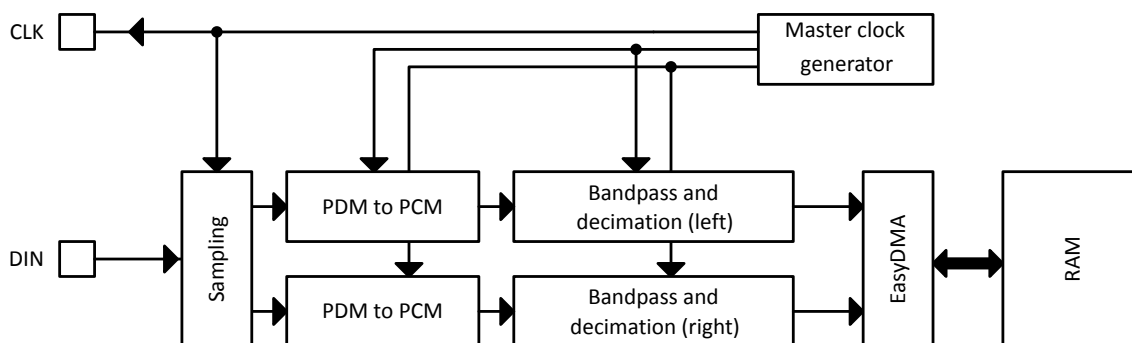 CLK
Master clock
generator
DIN
Sampling
PDM to PCM
Bandpass and
decimation (left)
PDM to PCM
Bandpass and
decimation (right)
EasyDMA
RAM